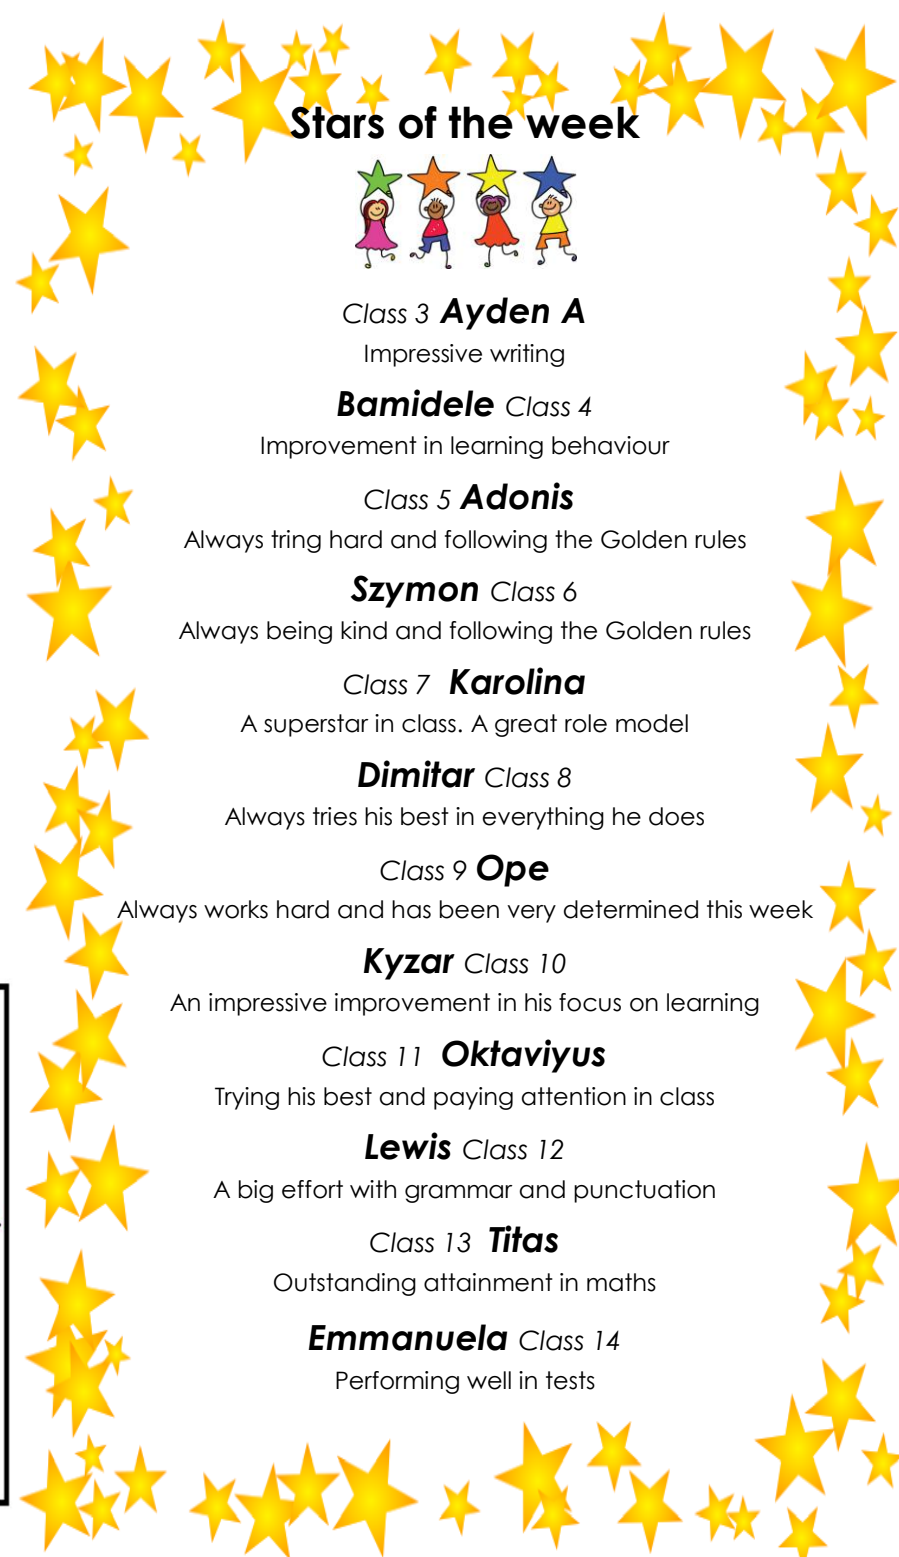 Stars of the week
Class 3 Ayden A
Impressive writing
Bamidele Class 4
Improvement in learning behaviour
Class 5 Adonis
Always tring hard and following the Golden rules
Szymon Class 6
Always being kind and following the Golden rules
Class 7 Karolina
A superstar in class. A great role model
Dimitar Class 8
Always tries his best in everything he does
Class 9 Ope
Always works hard and has been very determined this week
Kyzar Class 10
An impressive improvement in his focus on learning
Class 11 Oktaviyus
Trying his best and paying attention in class
Lewis Class 12
A big effort with grammar and punctuation
Class 13 Titas
Outstanding attainment in maths
Emmanuela Class 14
Performing well in tests